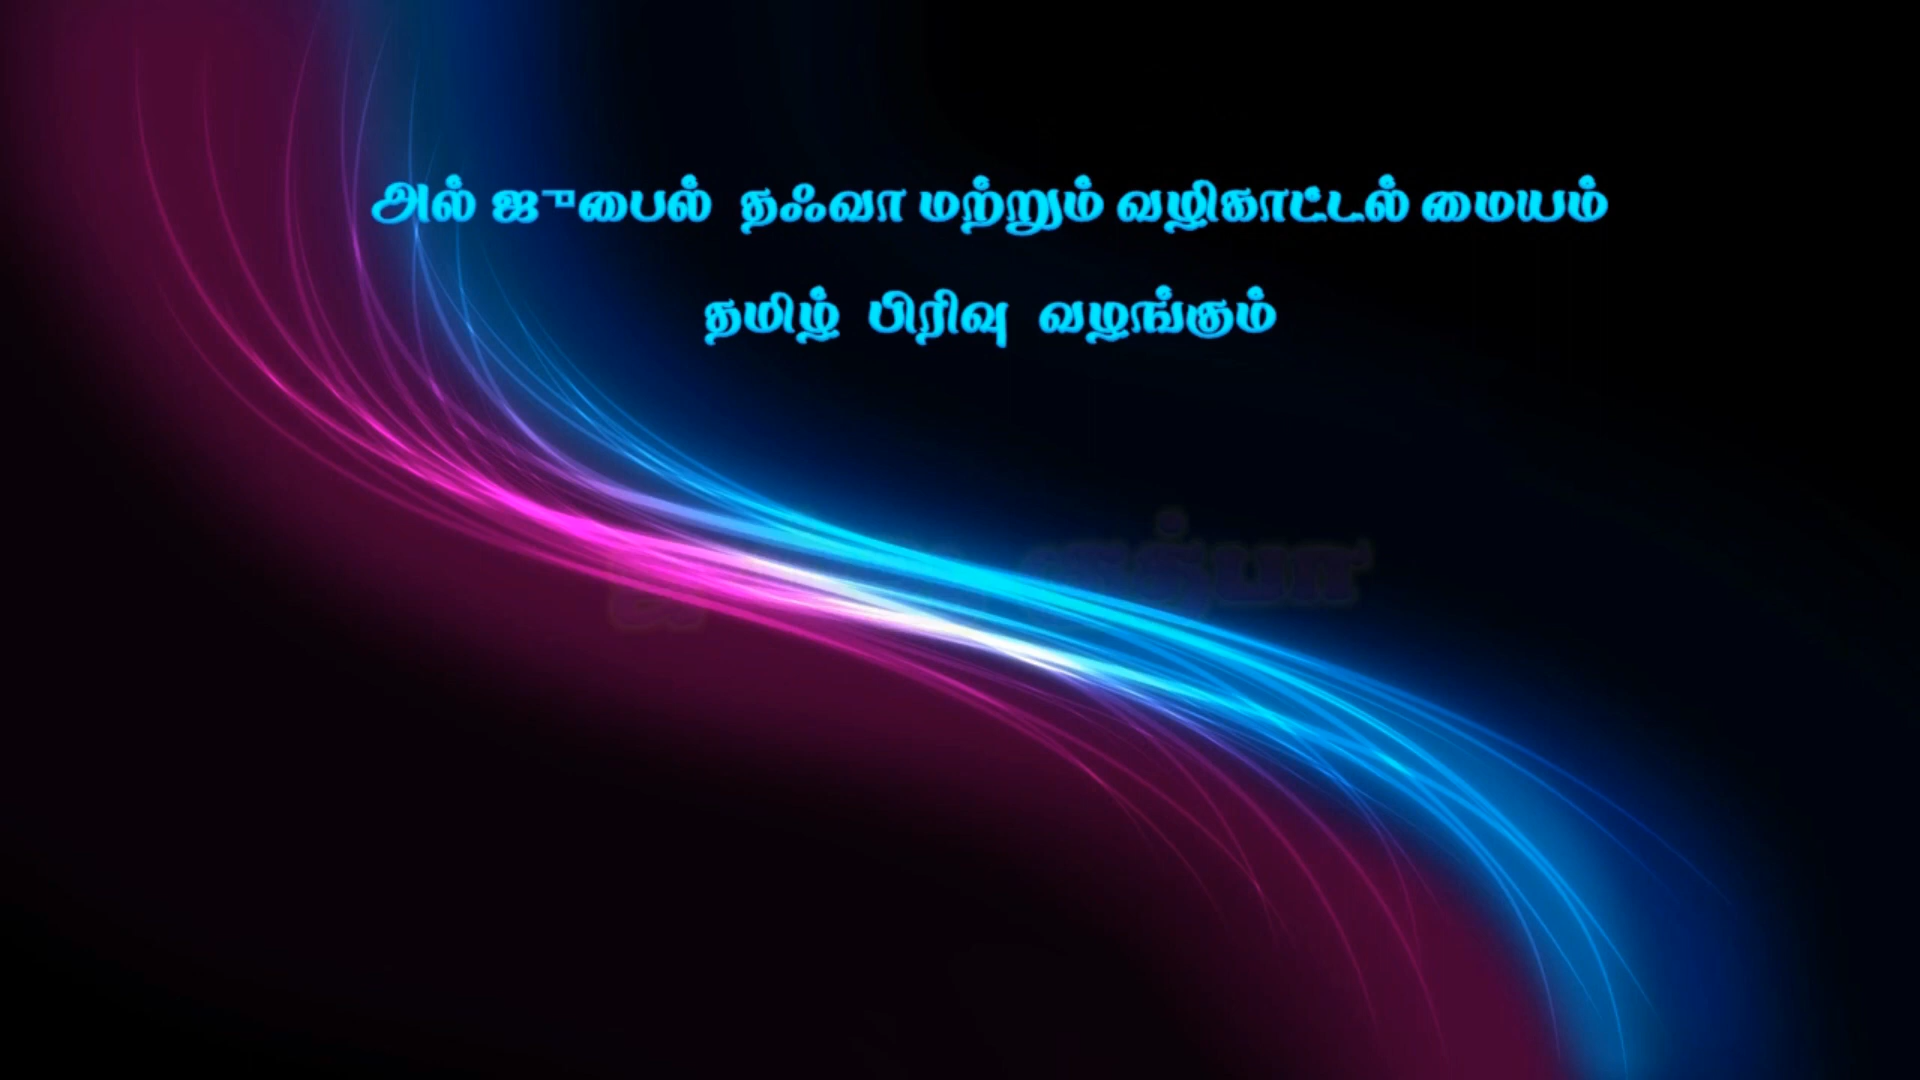 அல் ஜுபைல் தஃவா மற்றும் வழிகாட்டல் மையம்
தமிழ் பிரிவு வழங்கும்